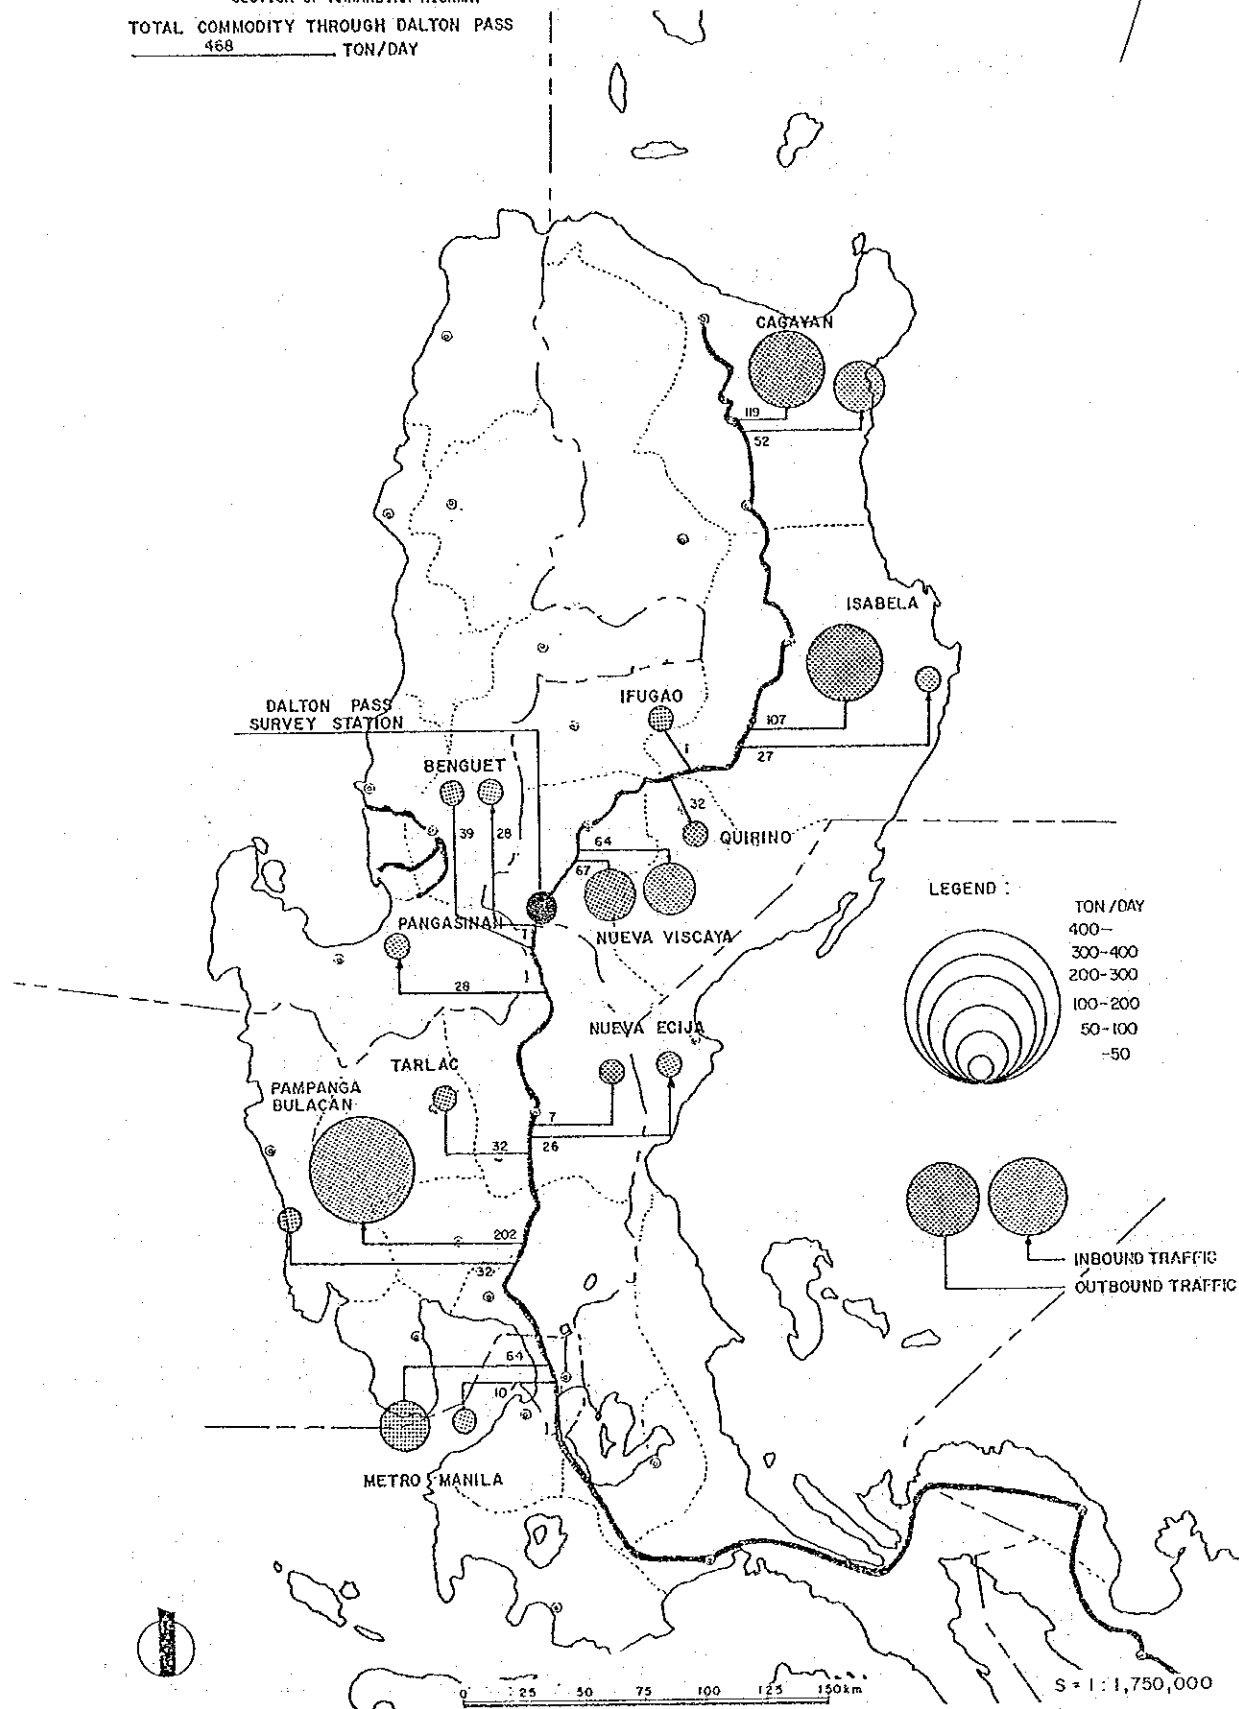 TOTAL COMMODITY THROUGH DALTON PASS
468 TON/DAY
CAGAYAN
119
52
ISABELA
107
27
IFUGAO
1
DALTON PASS
SURVEY STATION
BENGUET
39
28
32
QUIRINO
64
67
NUEVA VISCAYA
PANGASINAN
28
LEGEND :
TON/DAY
400-
300-400
200-300
100-200
50-100
-50
NUEVA ECIJA
7
26
TARLAC
32
PAMPANGA
BULACAN
202
32
INBOUND TRAFFIC
OUTBOUND TRAFFIC
64
10
METRO MANILA
0 25 50 75 100 125 150km
S = 1:1,750,000